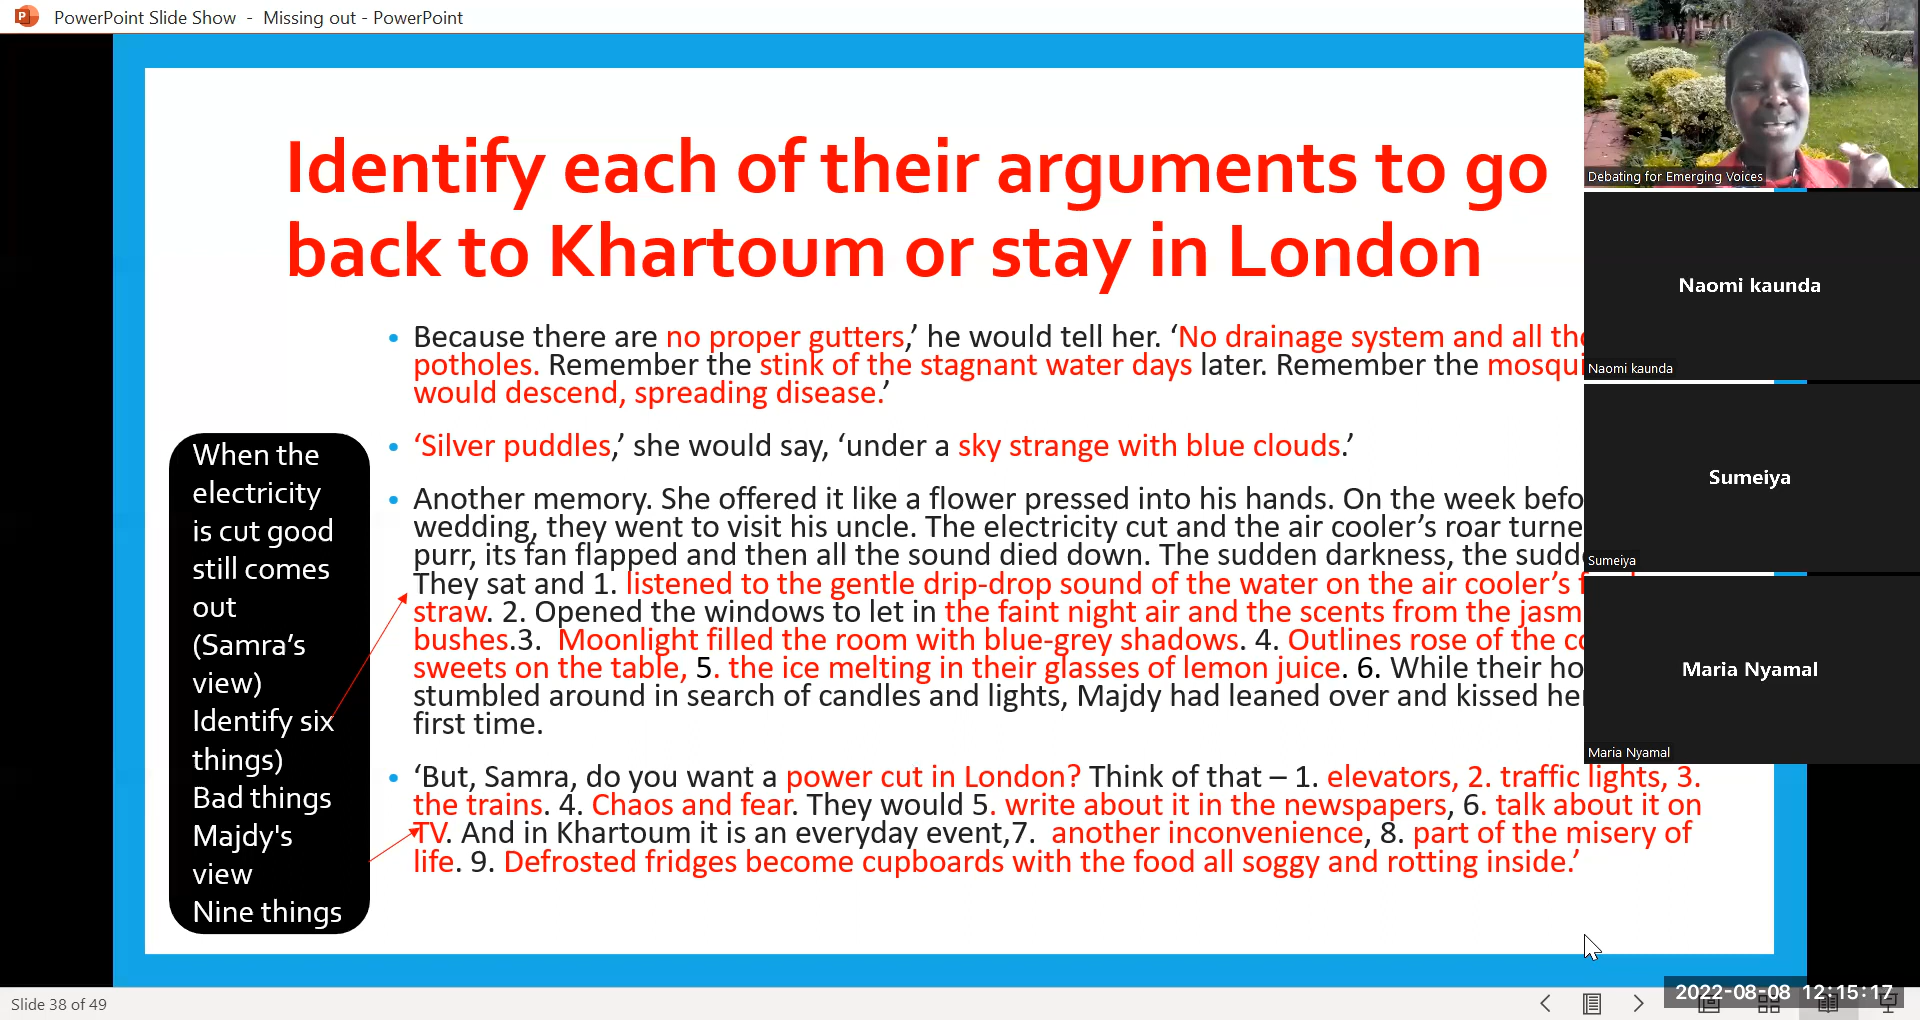 PowerPoint Slide Show - Missing out - PowerPoint
Identify each of their arguments to go
back to Khartoum or stay in London
• Because there are no proper gutters,’ he would tell her. ‘No drainage system and all the
potholes. Remember the stink of the stagnant water days later. Remember the
would descend, spreading disease.’
• ‘Silver puddles,’ she would say, ‘under a sky strange with blue clouds.’
• Another memory. She offered it like a flower pressed into his hands. On the week
wedding, they went to visit his uncle. The electricity cut and the air cooler’s roar
purr, its fan flapped and then all the sound died down. The sudden darkness, the
They sat and 1. listened to the gentle drip-drop sound of the water on the air cooler’s
straw. 2. Opened the windows to let in the faint night air and the scents from the
bushes.3. Moonlight filled the room with blue-grey shadows. 4. Outlines rose of the
sweets on the table, 5. the ice melting in their glasses of lemon juice. 6. While their
stumbled around in search of candles and lights, Majdy had leaned over and kissed
first time.
• ‘But, Samra, do you want a power cut in London? Think of that – 1. elevators, 2. traffic lights, 3.
the trains. 4. Chaos and fear. They would 5. write about it in the newspapers, 6. talk about it on
TV. And in Khartoum it is an everyday event,7. another inconvenience, 8. part of the misery of
life. 9. Defrosted fridges become cupboards with the food all soggy and rotting inside.’
When the
electricity
is cut good
still comes
out
(Samra’s
view)
Identify six
things)
Bad things
Majdy's
view
Nine things
Debating for Emerging Voices
Naomi kaunda
Naomi kaunda
Sumeiya
Sumeiya
Maria Nyamal
Maria Nyamal
Slide 38 of 49
2022-08-08 12:15:17